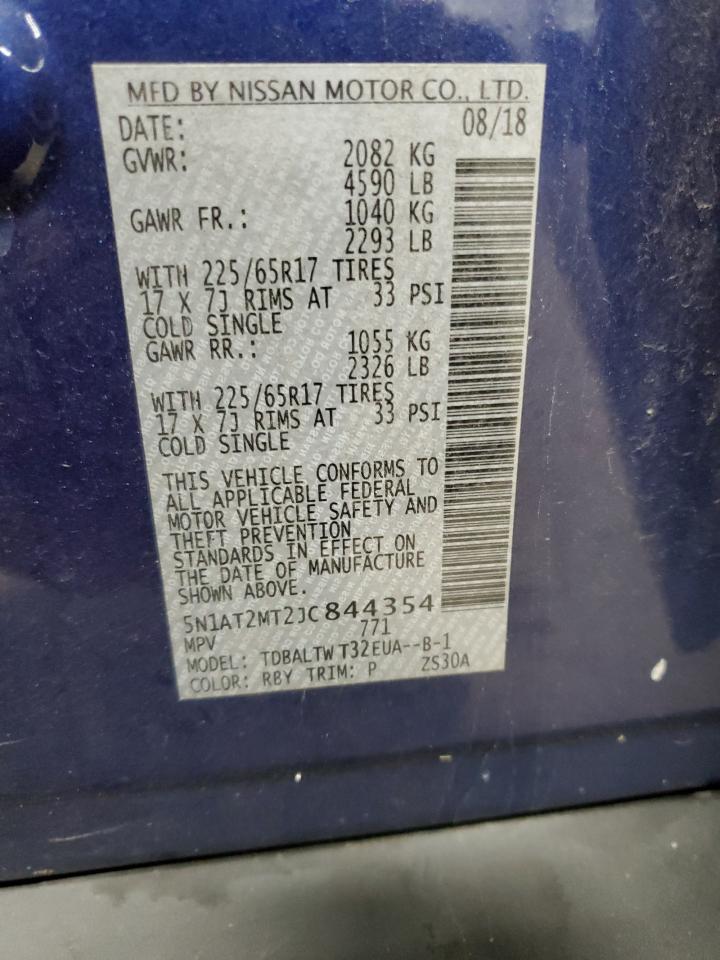 MFD BY NISSAN MOTOR CO., LTD.
DATE: 08/18
GVWR: 2082 KG
4590 LB
GAWR FR.: 1040 KG
2293 LB
WITH 225/65R17 TIRES
17 X 7J RIMS AT 33 PSI
COLD SINGLE
GAWR RR.: 1055 KG
2326 LB
WITH 225/65R17 TIRES
17 X 7J RIMS AT 33 PSI
COLD SINGLE
THIS VEHICLE CONFORMS TO
ALL APPLICABLE FEDERAL
MOTOR VEHICLE SAFETY AND
THEFT PREVENTION
STANDARDS IN EFFECT ON
THE DATE OF MANUFACTURE
SHOWN ABOVE.
5N1AT2MT2JC844354
MPV 771
MODEL: TDBALTW T32EUA--B-1
COLOR: RBY TRIM: P ZS30A